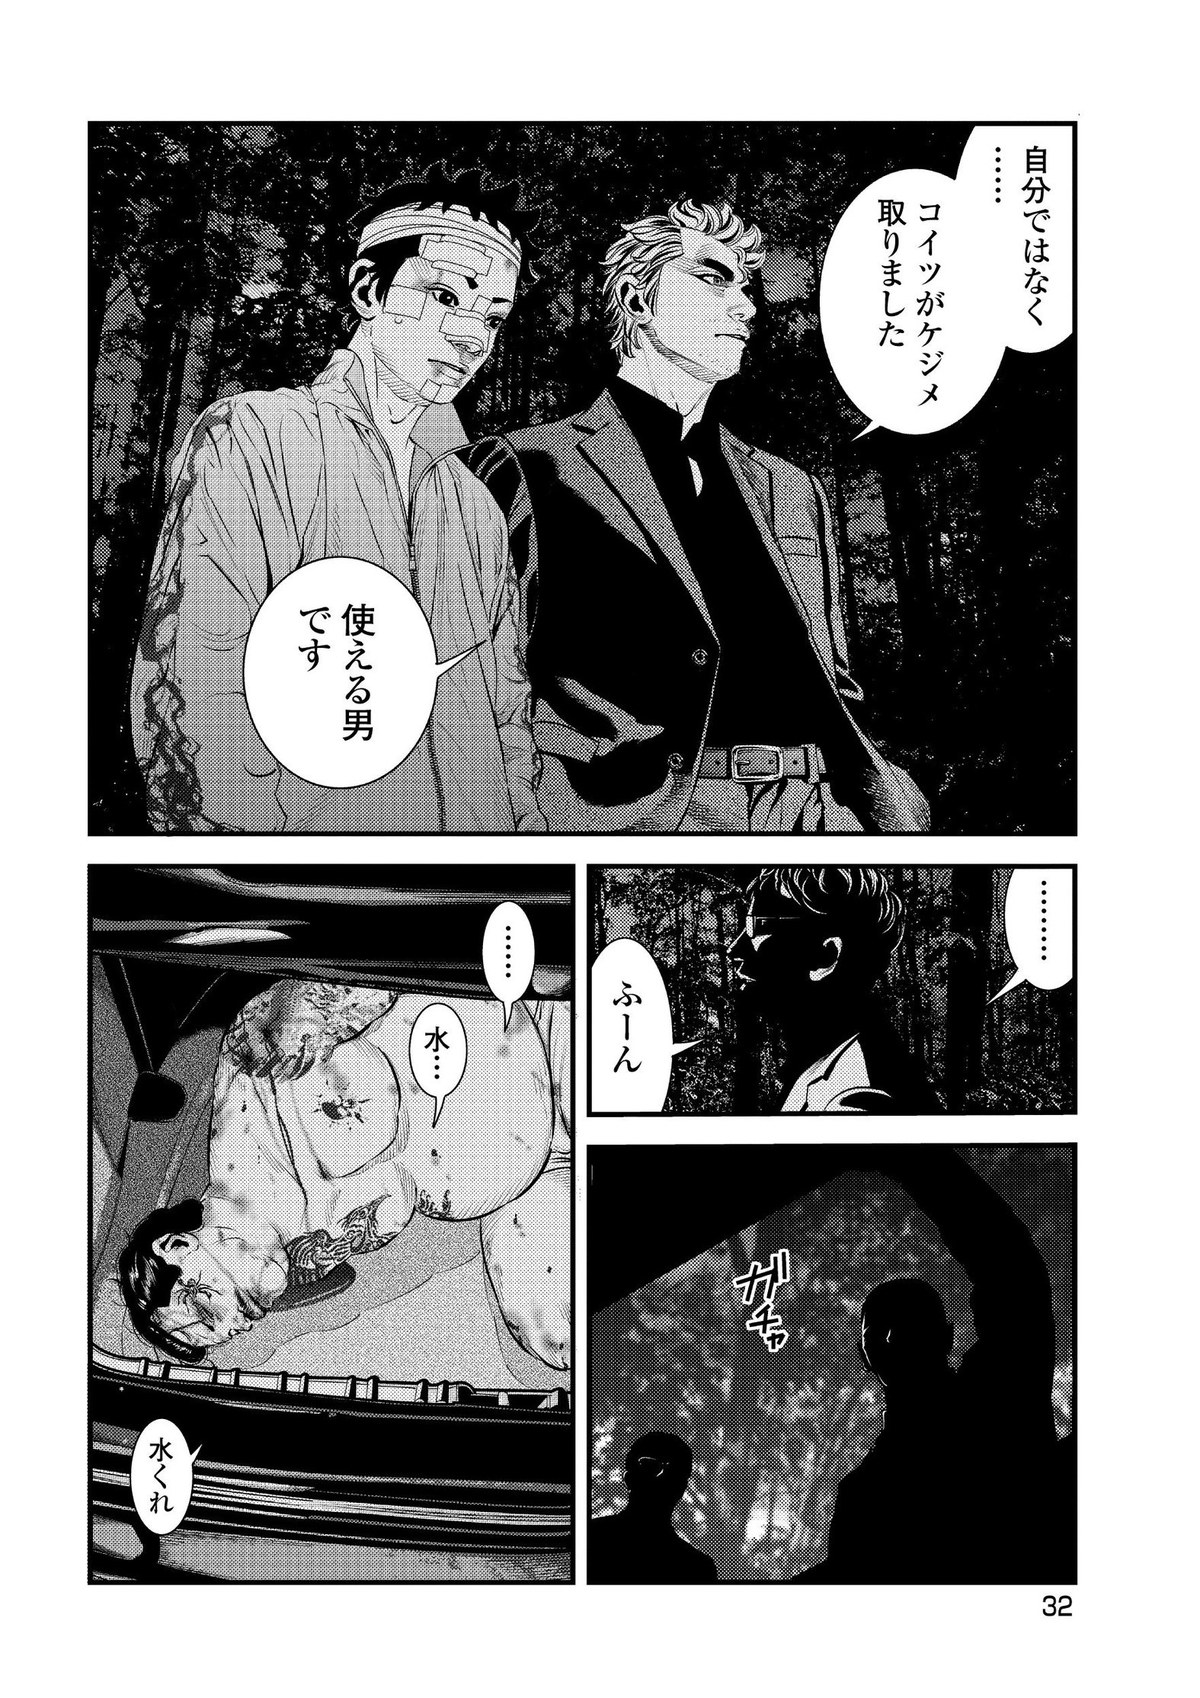 自分ではなく
……
コイツがケジメ
取りました
使える男
です
………
ふーん
ガチャ
……
水…
水くれ
32